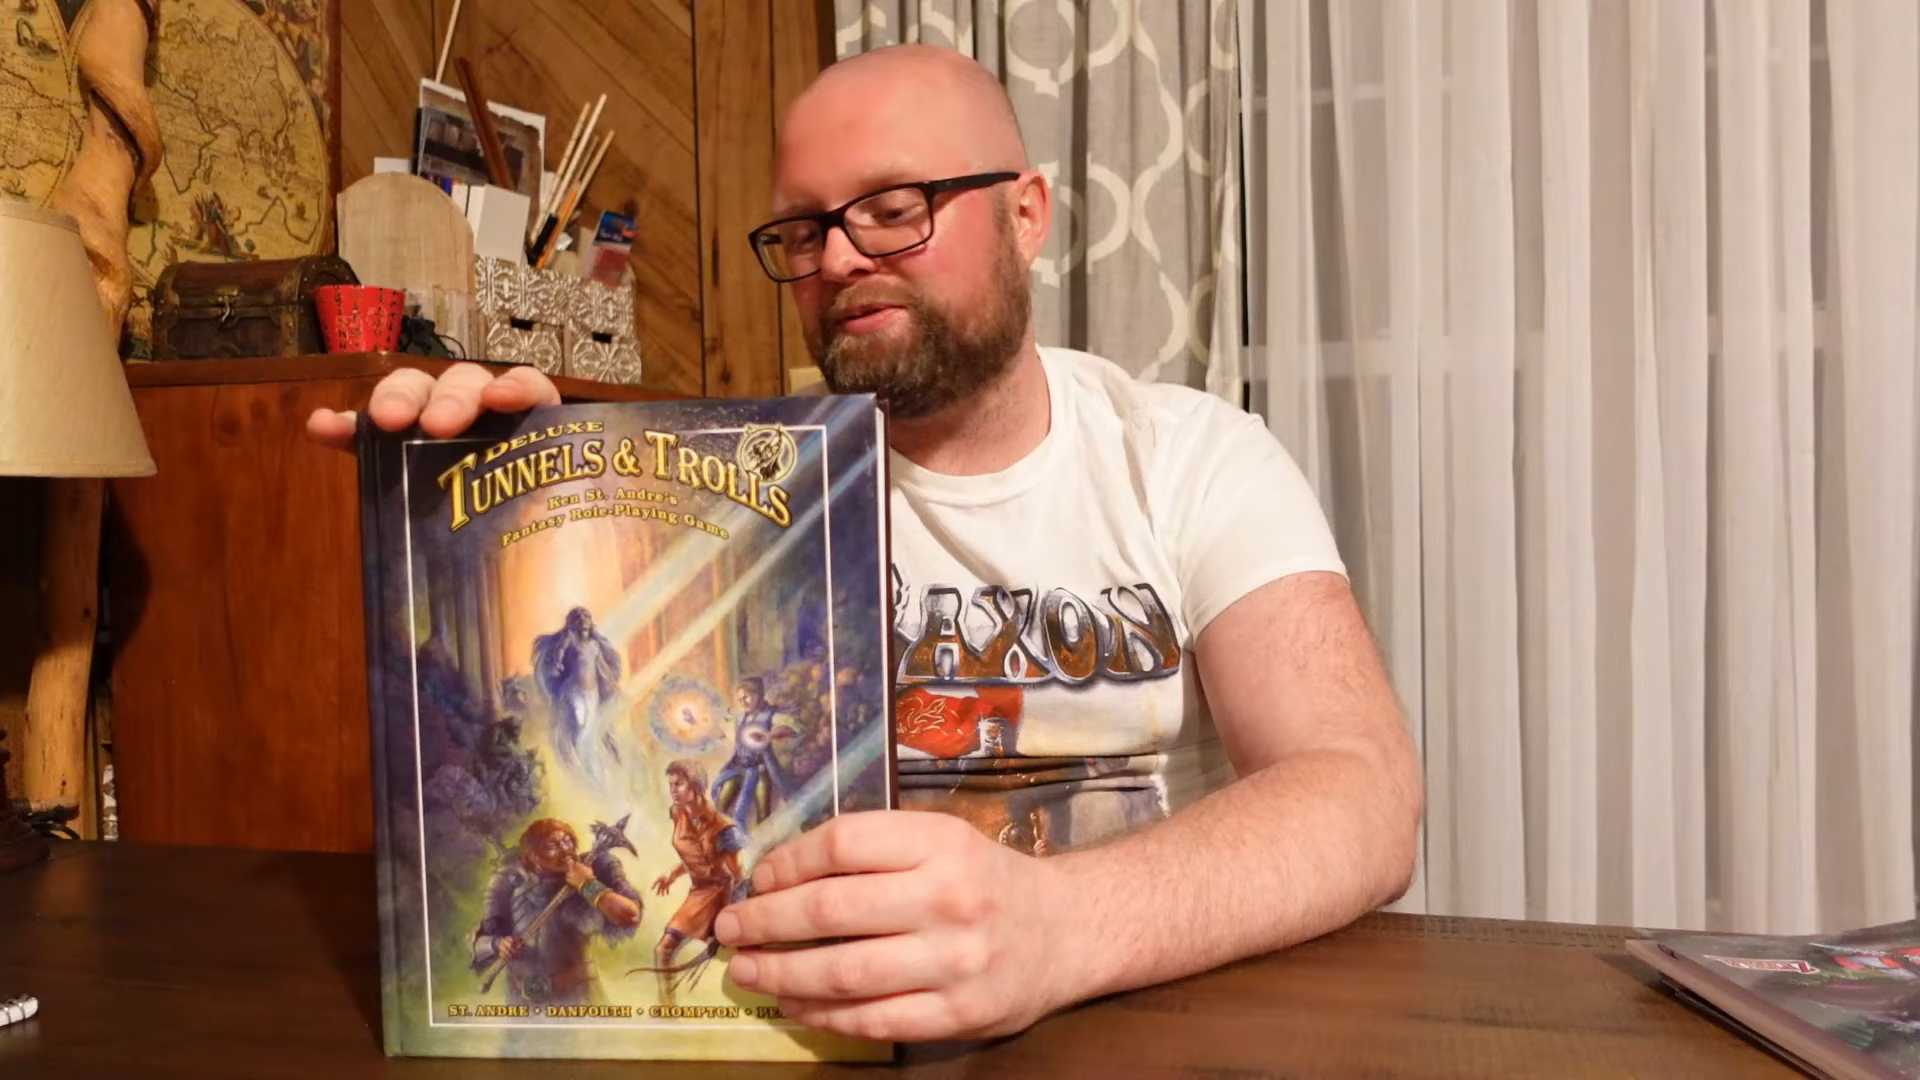 DELUXE
TUNNELS & TROLLS
Ken St. Andre's
Fantasy Role-Playing Game
ST. ANDRE • DANFORTH • CROMPTON •
AXON